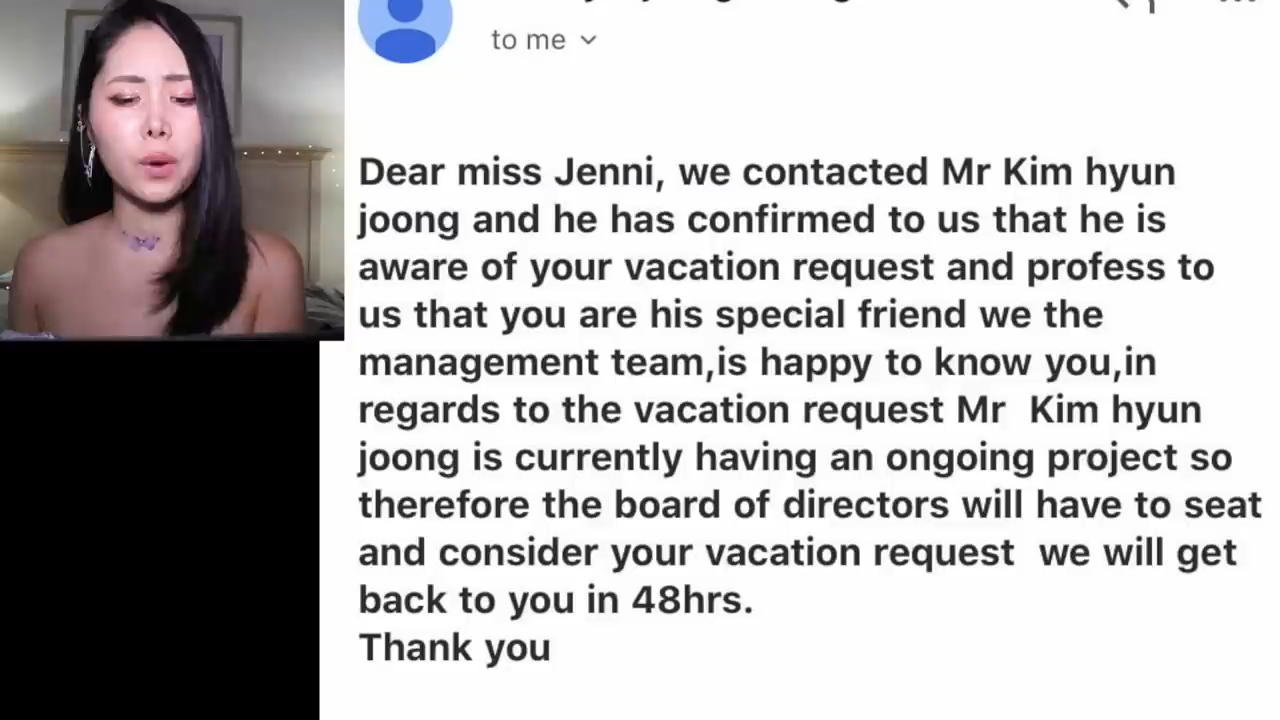 to me
Dear miss Jenni, we contacted Mr Kim hyun
joong and he has confirmed to us that he is
aware of your vacation request and profess to
us that you are his special friend we the
management team,is happy to know you,in
regards to the vacation request Mr  Kim hyun
joong is currently having an ongoing project so
therefore the board of directors will have to seat
and consider your vacation request  we will get
back to you in 48hrs.
Thank you